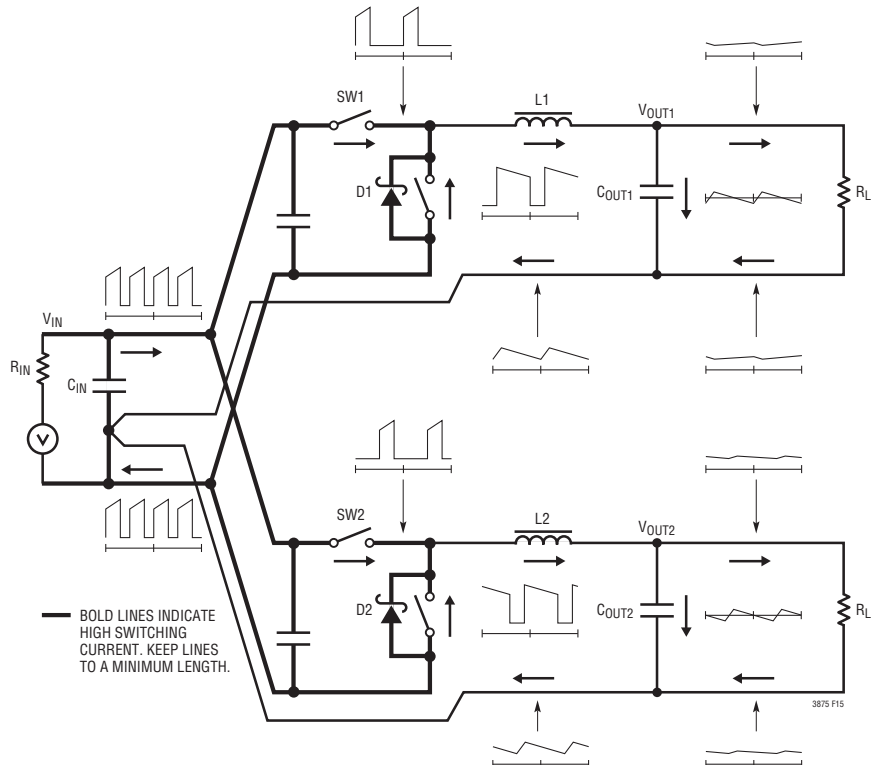 SW1
L1
VOUT1
D1
COUT1
RL
VIN
RIN
CIN
V
SW2
L2
VOUT2
D2
COUT2
RL
BOLD LINES INDICATE
HIGH SWITCHING
CURRENT. KEEP LINES
TO A MINIMUM LENGTH.
3875 F15